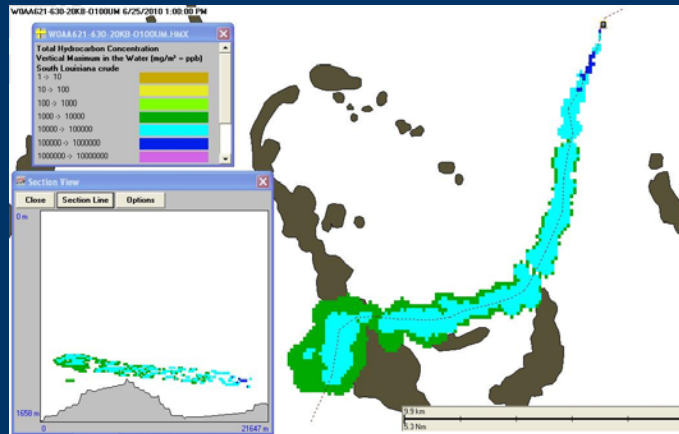 W0AA621-630-20KB-O100UM 6/25/2010 1:00:00 PM
W0AA621-630-20KB-O100UM.HMX
Total Hydrocarbon Concentration
Vertical Maximum in the Water (mg/m³ = ppb)
South Louisiana crude
1 -> 10
10 -> 100
100 -> 1000
1000 -> 10000
10000 -> 100000
100000 -> 1000000
1000000 -> 10000000
Section View
Close Section Line Options
0 m
1658 m
0 21647 m
9.9 km
5.3 Nm